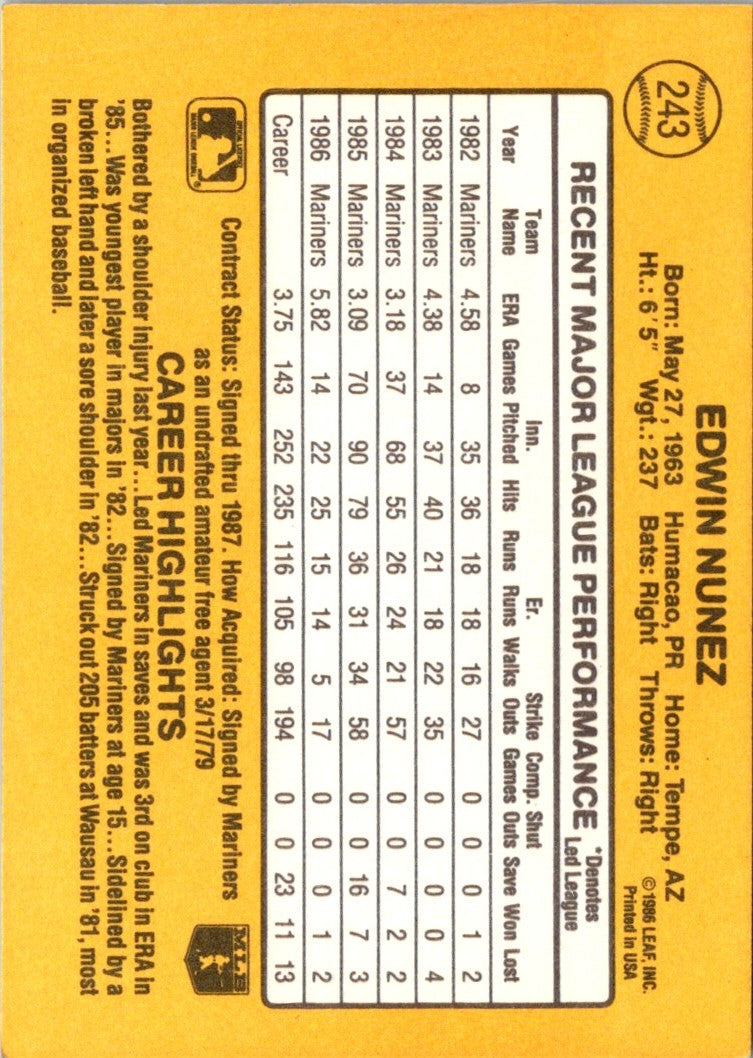 243
EDWIN NUNEZ
Born: May 27, 1963 Humacao, PR Home: Tempe, AZ
Ht.: 6'5" Wgt.: 237 Bats: Right Throws: Right
© 1986 LEAF, INC.
Printed in USA
RECENT MAJOR LEAGUE PERFORMANCE
*Denotes
Led League
Team Inn. Er. Strike Comp. Shut
Year Name ERA Games Pitched Hits Runs Runs Walks Outs Games Outs Save Won Lost
1982 Mariners 4.58 8 35 36 18 18 16 27 0 0 0 1 2
1983 Mariners 4.38 14 37 40 21 18 22 35 0 0 0 0 4
1984 Mariners 3.18 37 68 55 26 24 21 57 0 0 7 2 2
1985 Mariners 3.09 70 90 79 36 31 34 58 0 0 16 7 3
1986 Mariners 5.82 14 22 25 15 14 5 17 0 0 0 1 2
Career 3.75 143 252 235 116 105 98 194 0 0 23 11 13
Contract Status: Signed thru 1987. How Acquired: Signed by Mariners
as an undrafted amateur free agent 3/17/79
MLB
CAREER HIGHLIGHTS
Bothered by a shoulder injury last year... Led Mariners in saves and was 3rd on club in ERA in
'85... Was youngest player in majors in '82... Signed by Mariners at age 15... Sidelined by a
broken left hand and later a sore shoulder in '82... Struck out 205 batters at Wausau in '81, most
in organized baseball.